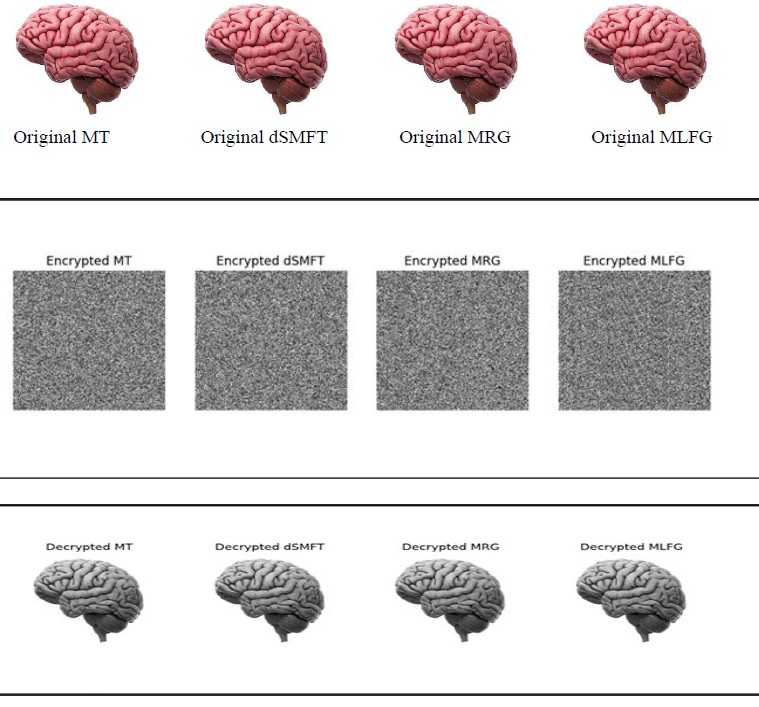 Original MT
Original dSMFT
Original MRG
Original MLFG
Encrypted MT
Encrypted dSMFT
Encrypted MRG
Encrypted MLFG
Decrypted MT
Decrypted dSMFT
Decrypted MRG
Decrypted MLFG